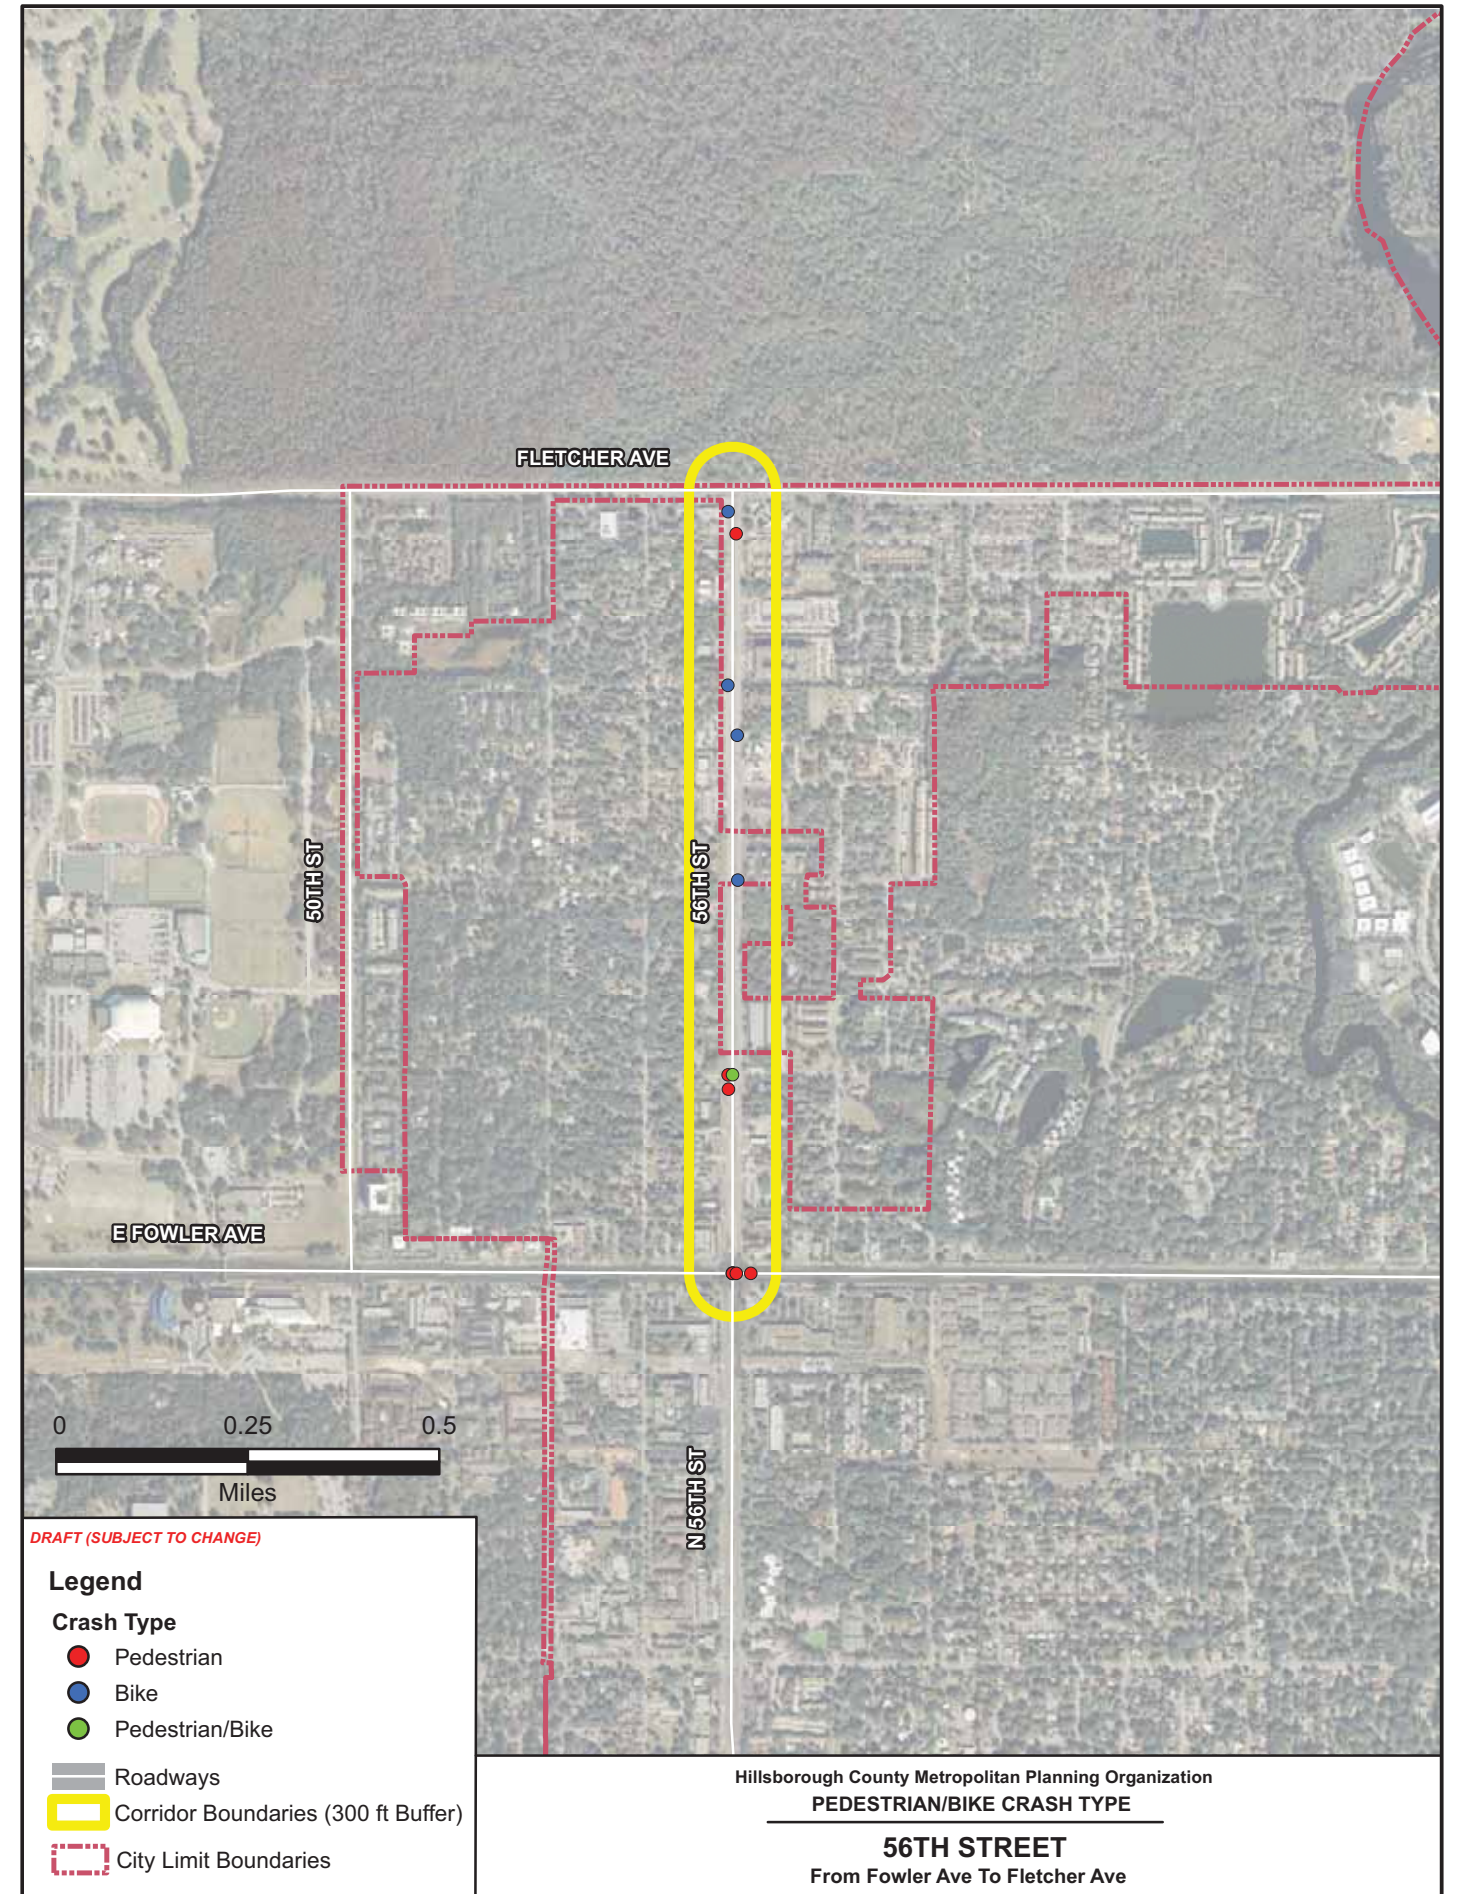 FLETCHER AVE
50TH ST
56TH ST
E FOWLER AVE
N 56TH ST
0 0.25 0.5
Miles
DRAFT (SUBJECT TO CHANGE)
Legend
Crash Type
Pedestrian
Bike
Pedestrian/Bike
Roadways
Corridor Boundaries (300 ft Buffer)
City Limit Boundaries
Hillsborough County Metropolitan Planning Organization
PEDESTRIAN/BIKE CRASH TYPE
56TH STREET
From Fowler Ave To Fletcher Ave